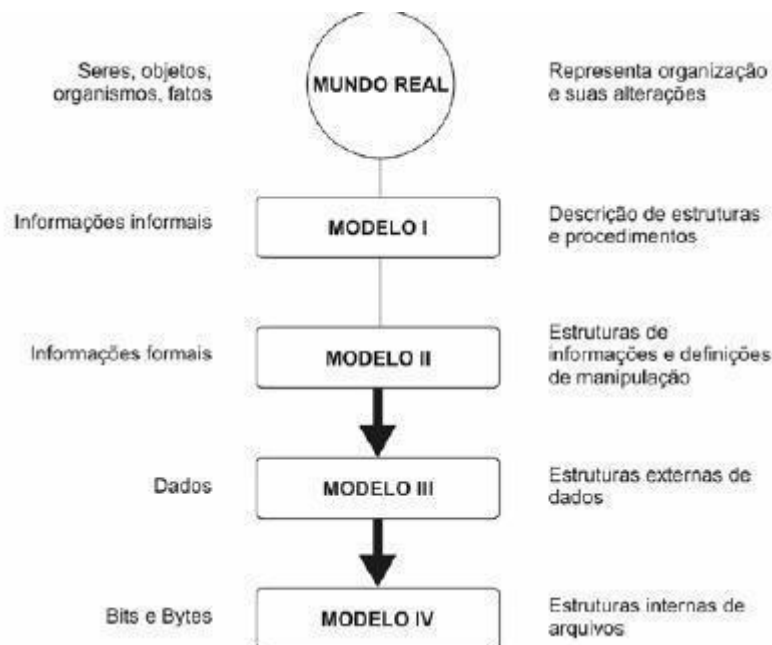 Seres, objetos,
organismos, fatos
MUNDO REAL
Representa organização
e suas alterações
Informações informais
MODELO I
Descrição de estruturas
e procedimentos
Informações formais
MODELO II
Estruturas de
informações e definições
de manipulação
Dados
MODELO III
Estruturas externas de
dados
Bits e Bytes
MODELO IV
Estruturas internas de
arquivos